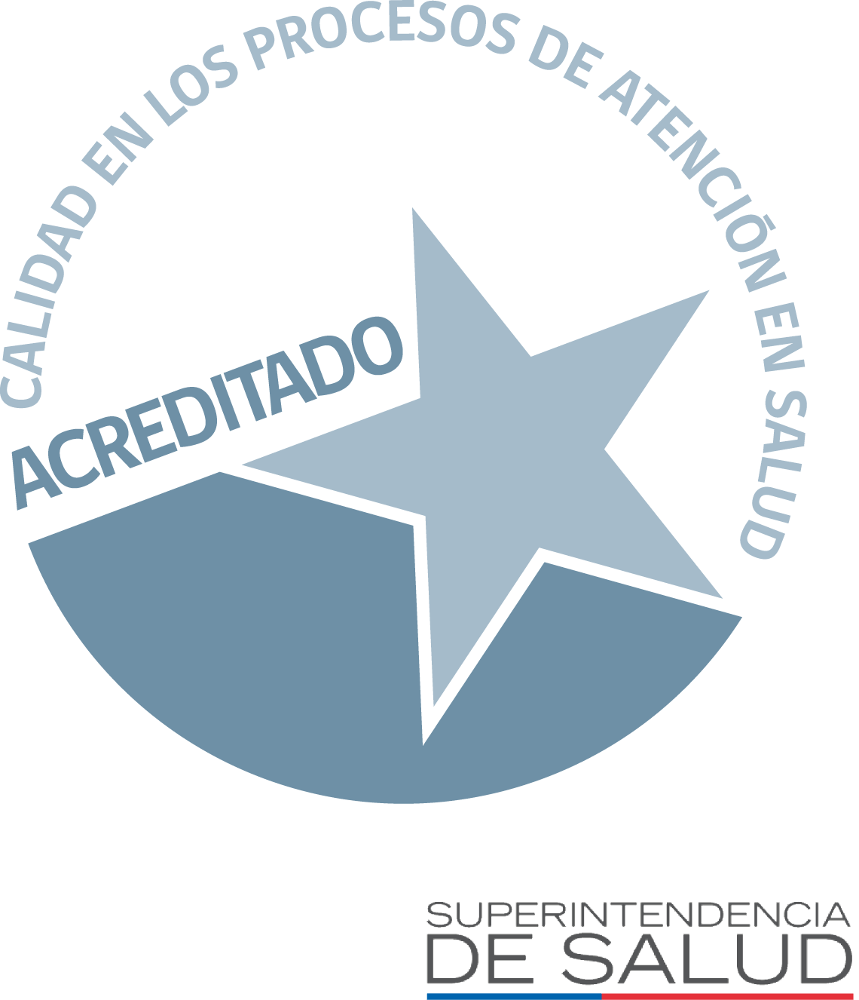 CALIDAD EN LOS PROCESOS DE ATENCIÓN EN SALUD
ACREDITADO
SUPERINTENDENCIA
DE SALUD